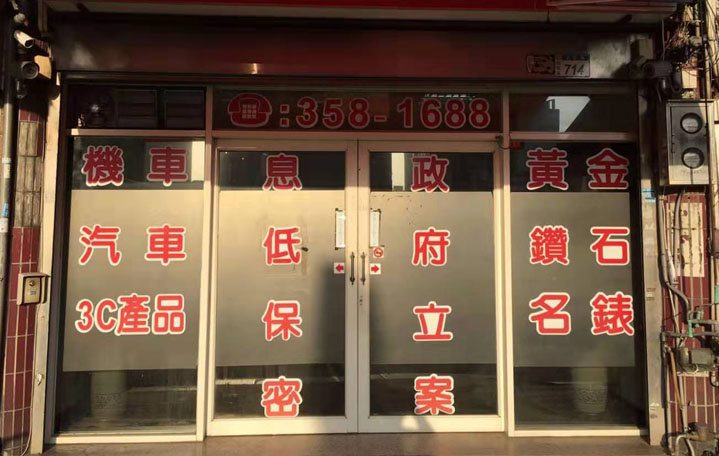 714
:358-1688
機車
汽車
3C產品
息低保密
政府立案
黃金
鑽石
名錶